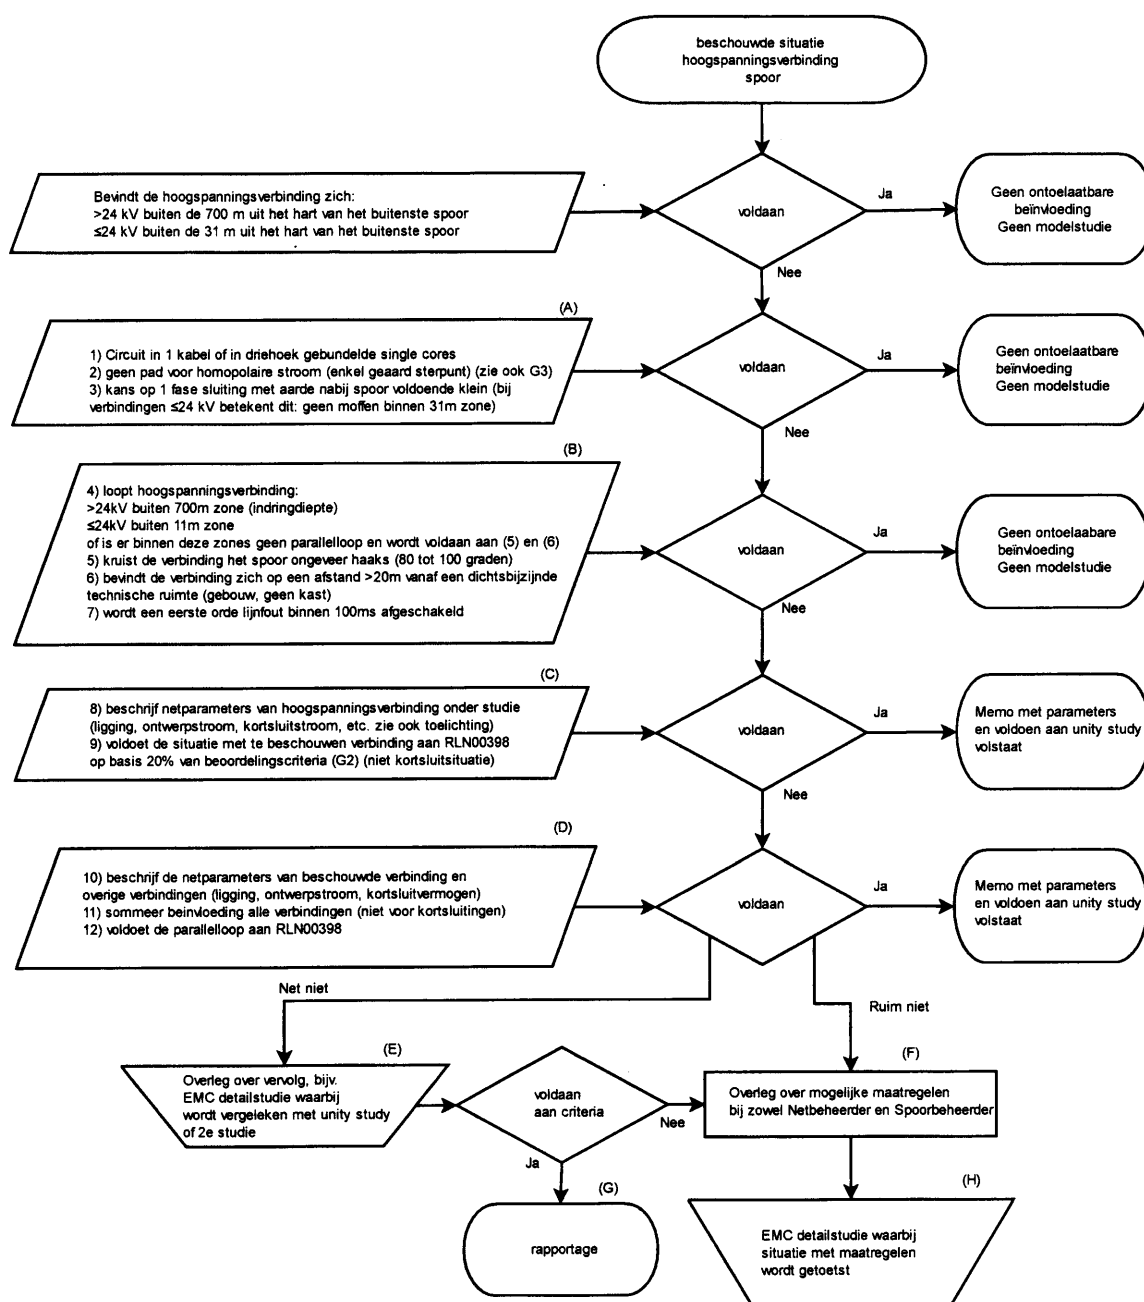 beschouwde situatie
hoogspanningsverbinding
spoor
Bevindt de hoogspanningsverbinding zich:
>24 kV buiten de 700 m uit het hart van het buitenste spoor
≤24 kV buiten de 31 m uit het hart van het buitenste spoor
voldaan
Ja
Geen ontoelaatbare
beïnvloeding
Geen modelstudie
Nee
(A)
1) Circuit in 1 kabel of in driehoek gebundelde single cores
2) geen pad voor homopolaire stroom (enkel geaard sterpunt) (zie ook G3)
3) kans op 1 fase sluiting met aarde nabij spoor voldoende klein (bij
verbindingen ≤24 kV betekent dit: geen moffen binnen 31m zone)
voldaan
Ja
Geen ontoelaatbare
beïnvloeding
Geen modelstudie
Nee
(B)
4) loopt hoogspanningsverbinding:
>24kV buiten 700m zone (indringdiepte)
≤24kV buiten 11m zone
of is er binnen deze zones geen parallelloop en wordt voldaan aan (5) en (6)
5) kruist de verbinding het spoor ongeveer haaks (80 tot 100 graden)
6) bevindt de verbinding zich op een afstand >20m vanaf een dichtsbijzijnde
technische ruimte (gebouw, geen kast)
7) wordt een eerste orde lijnfout binnen 100ms afgeschakeld
voldaan
Ja
Geen ontoelaabare
beïnvloeding
Geen modelstudie
Nee
(C)
8) beschrijf netparameters van hoogspanningsverbinding onder studie
(ligging, ontwerpstroom, kortsluitstroom, etc. zie ook toelichting)
9) voldoet de situatie met te beschouwen verbinding aan RLN00398
op basis 20% van beoordelingscriteria (G2) (niet kortsluitsituatie)
voldaan
Ja
Memo met parameters
en voldoen aan unity study
volstaat
Nee
(D)
10) beschrijf de netparameters van beschouwde verbinding en
overige verbindingen (ligging, ontwerpstroom, kortsluitvermogen)
11) sommeer beinvloeding alle verbindingen (niet voor kortsluitingen)
12) voldoet de parallelloop aan RLN00398
voldaan
Ja
Memo met parameters
en voldoen aan unity study
volstaat
Net niet
Ruim niet
(E)
Overleg over vervolg, bijv.
EMC detailstudie waarbij
wordt vergeleken met unity study
of 2e studie
voldaan
aan criteria
Nee
Ja
(F)
Overleg over mogelijke maatregelen
bij zowel Netbeheerder en Spoorbeheerder
(G)
rapportage
(H)
EMC detailstudie waarbij
situatie met maatregelen
wordt getoetst